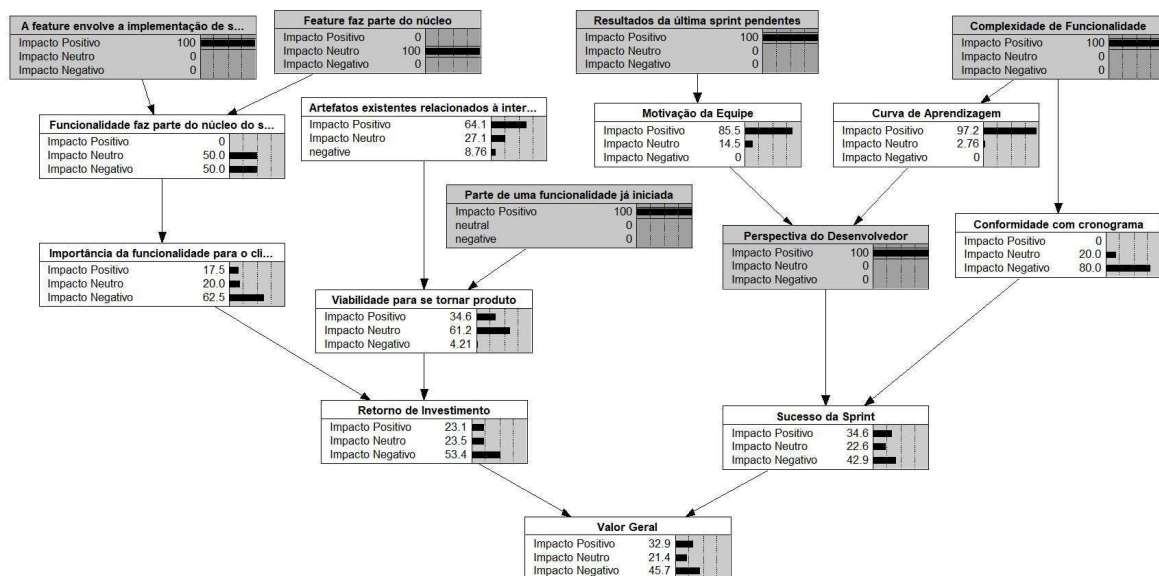 A feature envolve a implementação de s...
Impacto Positivo 100
Impacto Neutro 0
Impacto Negativo 0
Feature faz parte do núcleo
Impacto Positivo 0
Impacto Neutro 100
Impacto Negativo 0
Resultados da última sprint pendentes
Impacto Positivo 100
Impacto Neutro 0
Impacto Negativo 0
Complexidade de Funcionalidade
Impacto Positivo 100
Impacto Neutro 0
Impacto Negativo 0
Funcionalidade faz parte do núcleo do s...
Impacto Positivo 0
Impacto Neutro 50.0
Impacto Negativo 50.0
Artefatos existentes relacionados à inter...
Impacto Positivo 64.1
Impacto Neutro 27.1
negative 8.76
Motivação da Equipe
Impacto Positivo 85.5
Impacto Neutro 14.5
Impacto Negativo 0
Curva de Aprendizagem
Impacto Positivo 97.2
Impacto Neutro 2.76
Impacto Negativo 0
Parte de uma funcionalidade já iniciada
Impacto Positivo 100
neutral 0
negative 0
Importância da funcionalidade para o cli...
Impacto Positivo 17.5
Impacto Neutro 20.0
Impacto Negativo 62.5
Perspectiva do Desenvolvedor
Impacto Positivo 100
Impacto Neutro 0
Impacto Negativo 0
Conformidade com cronograma
Impacto Positivo 0
Impacto Neutro 20.0
Impacto Negativo 80.0
Viabilidade para se tornar produto
Impacto Positivo 34.6
Impacto Neutro 61.2
Impacto Negativo 4.21
Retorno de Investimento
Impacto Positivo 23.1
Impacto Neutro 23.5
Impacto Negativo 53.4
Sucesso da Sprint
Impacto Positivo 34.6
Impacto Neutro 22.6
Impacto Negativo 42.9
Valor Geral
Impacto Positivo 32.9
Impacto Neutro 21.4
Impacto Negativo 45.7